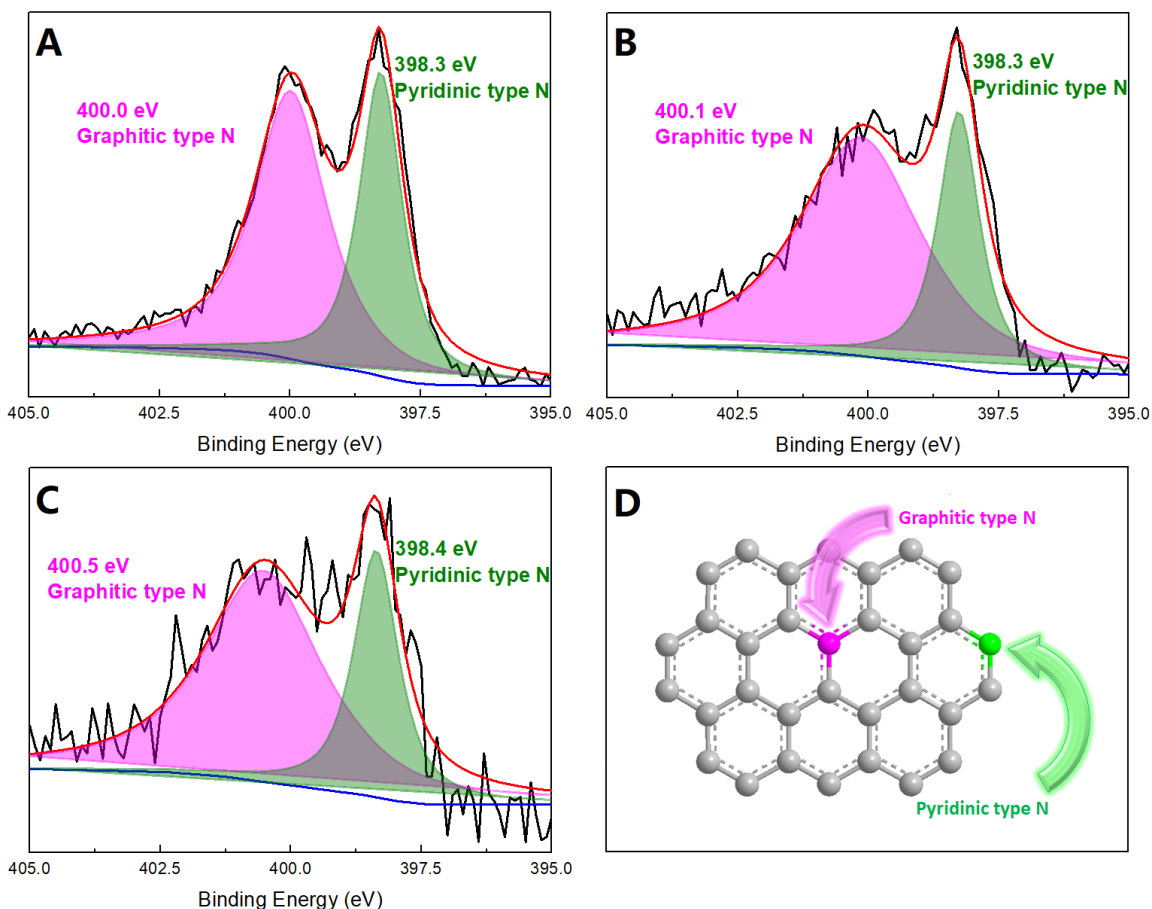 A
398.3 eV
Pyridinic type N
400.0 eV
Graphitic type N
405.0 402.5 400.0 397.5 395.0
Binding Energy (eV)
B
398.3 eV
Pyridinic type N
400.1 eV
Graphitic type N
405.0 402.5 400.0 397.5 395.0
Binding Energy (eV)
C
398.4 eV
Pyridinic type N
400.5 eV
Graphitic type N
405.0 402.5 400.0 397.5 395.0
Binding Energy (eV)
D
Graphitic type N
Pyridinic type N